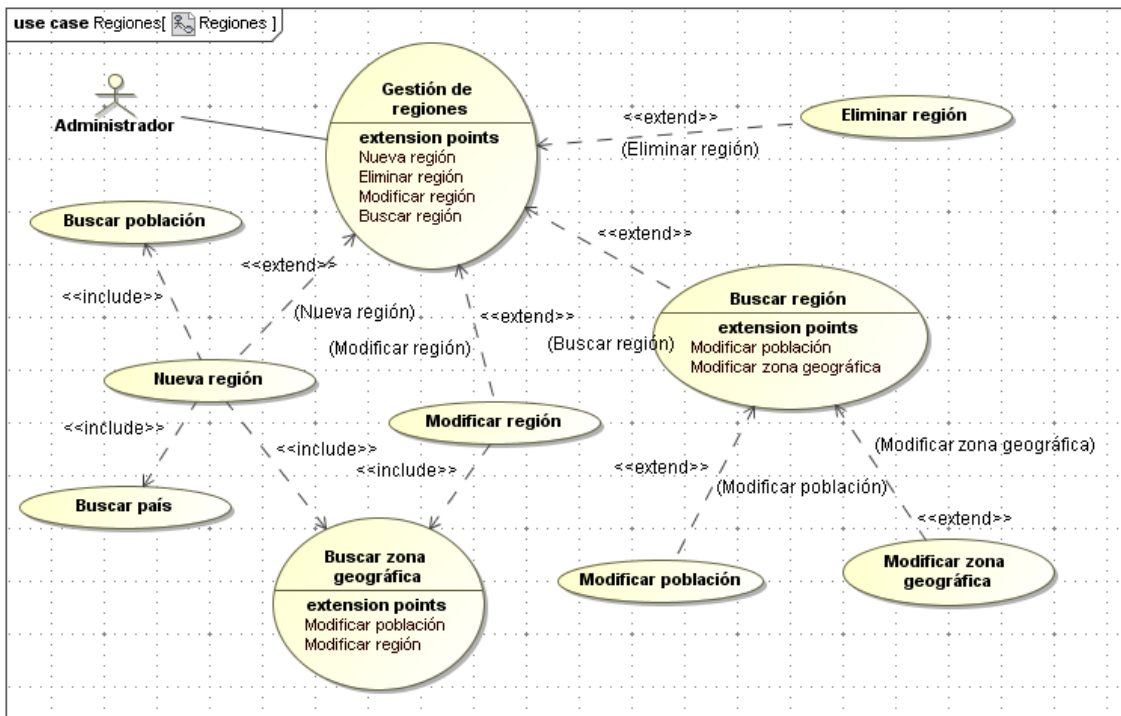 use case Regiones[ Regiones ]
Administrador
Gestión de
regiones
extension points
Nueva región
Eliminar región
Modificar región
Buscar región
<<extend>>
(Eliminar región)
Eliminar región
Buscar población
<<include>>
<<extend>>
(Nueva región)
<<extend>>
(Modificar región)
<<extend>>
(Buscar región)
Buscar región
extension points
Modificar población
Modificar zona geográfica
Nueva región
<<include>>
<<include>>
Modificar región
<<include>>
Buscar país
Buscar zona
geográfica
extension points
Modificar población
Modificar región
<<extend>>
(Modificar población)
(Modificar zona geográfica)
<<extend>>
Modificar población
Modificar zona
geográfica